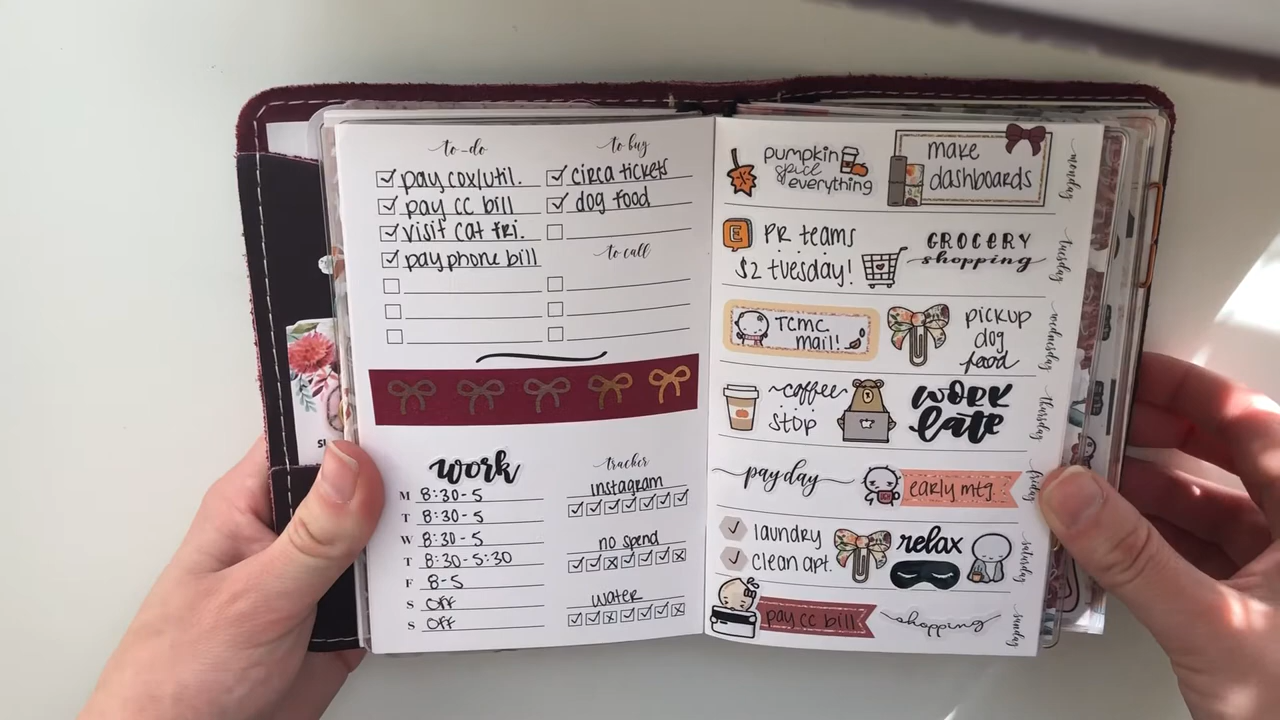 to-do
pay cox/util.
pay cc bill
visit cat fri.
pay phone bill
to buy
circa tickets
dog food
to call
work
M 8:30-5
T 8:30-5
W 8:30-5
T 8:30-5:30
F 8-5
S Off
S Off
tracker
instagram
no spend
water
pumpkin
spice
everything
make
dashboards
monday
E
PR teams
$2 tuesday!
GROCERY
shopping
tuesday
TCMC
mail!
pickup
dog
food
wednesday
coffee
stop
work
late
thursday
payday
early mtg.
friday
laundry
clean apt.
relax
saturday
pay cc bill
shopping
sunday